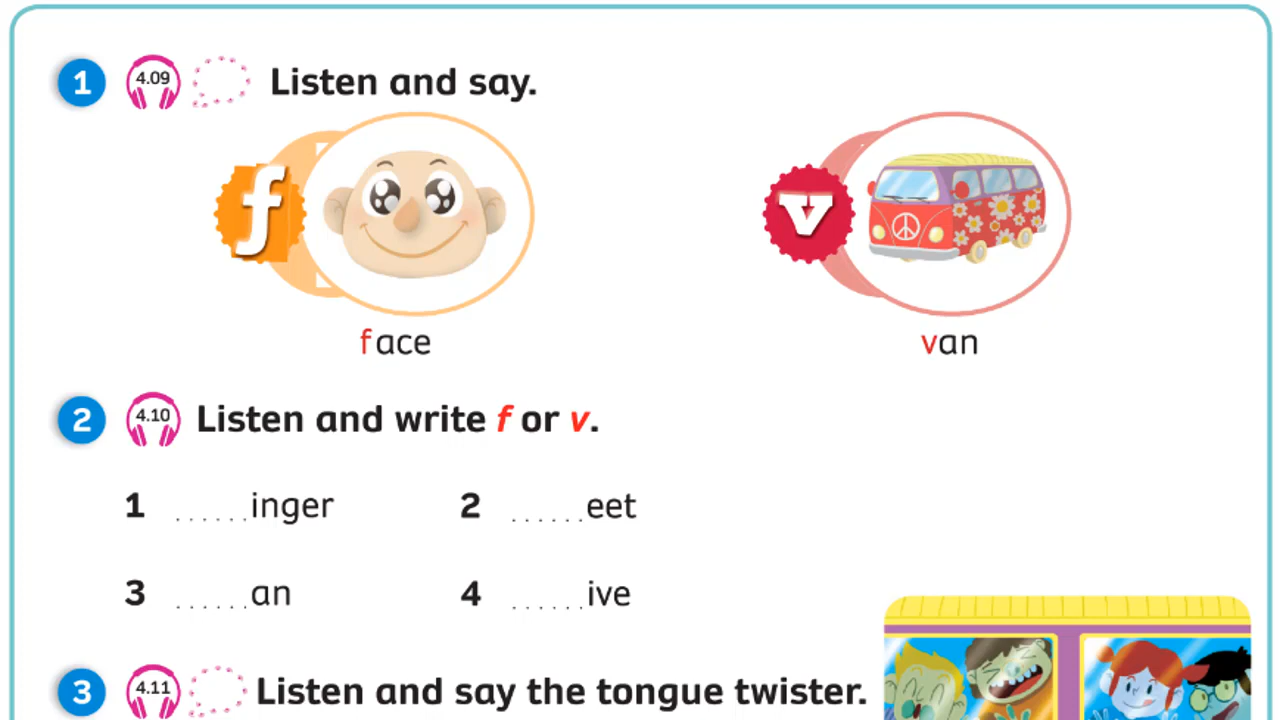 1 4.09 Listen and say.
f v
face van
2 4.10 Listen and write f or v.
1 ......inger 2 ......eet
3 ......an 4 ......ive
3 4.11 Listen and say the tongue twister.